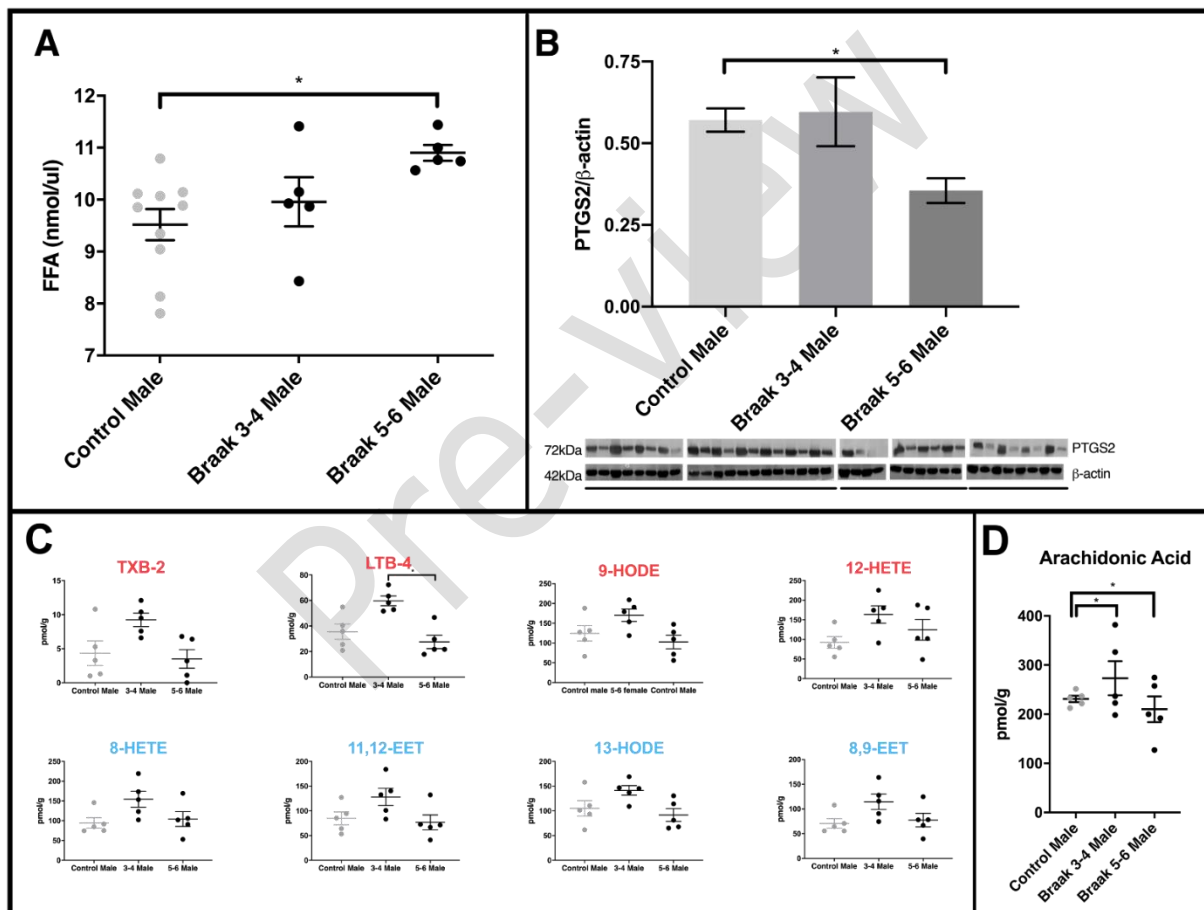 A
*
FFA (nmol/ul)
12
11
10
9
8
7
Control Male
Braak 3-4 Male
Braak 5-6 Male
B
*
PTGS2/β-actin
0.75
0.50
0.25
0.00
Control Male
Braak 3-4 Male
Braak 5-6 Male
72kDa
PTGS2
42kDa
β-actin
Pre-view
C
TXB-2
pmol/g
15
10
5
0
Control Male 3-4 Male 5-6 Male
LTB-4
*
pmol/g
80
60
40
20
0
Control Male 3-4 Male 5-6 Male
9-HODE
pmol/g
250
200
150
100
50
0
Control male 5-6 female Control Male
12-HETE
pmol/g
250
200
150
100
50
0
Control Male 3-4 Male 5-6 Male
8-HETE
pmol/g
250
200
150
100
50
0
Control Male 3-4 Male 5-6 Male
11,12-EET
pmol/g
200
150
100
50
0
Control Male 3-4 Male 5-6 Male
13-HODE
pmol/g
200
150
100
50
0
Control Male 3-4 Male 5-6 Male
8,9-EET
pmol/g
200
150
100
50
0
Control Male 3-4 Male 5-6 Male
D
Arachidonic Acid
*
*
pmol/g
400
300
200
100
0
Control Male
Braak 3-4 Male
Braak 5-6 Male